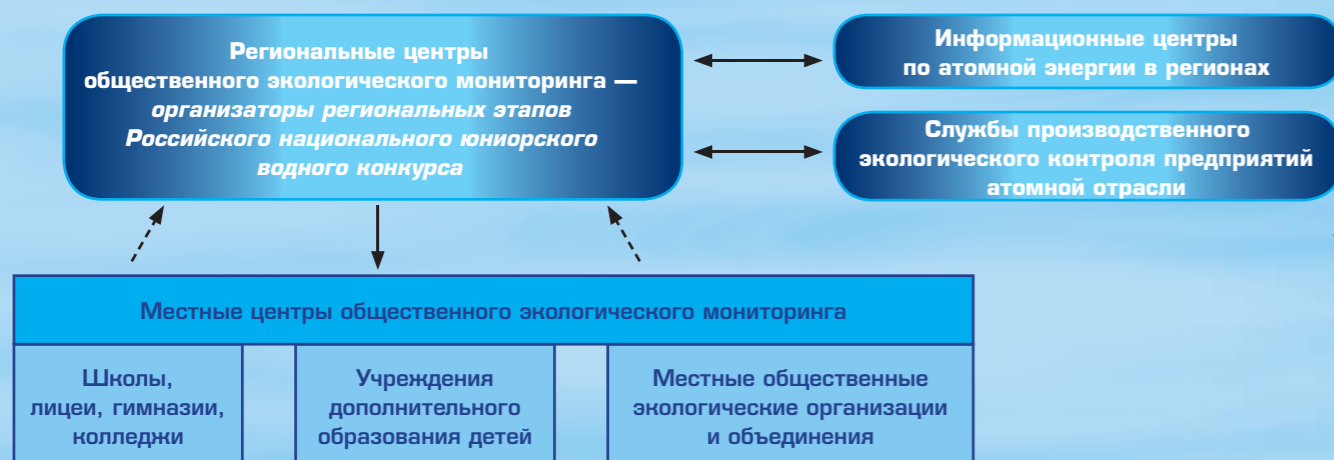 Региональные центры
общественного экологического мониторинга —
организаторы региональных этапов
Российского национального юниорского
водного конкурса
Информационные центры
по атомной энергии в регионах
Службы производственного
экологического контроля предприятий
атомной отрасли
Местные центры общественного экологического мониторинга
Школы,
лицеи, гимназии,
колледжи
Учреждения
дополнительного
образования детей
Местные общественные
экологические организации
и объединения